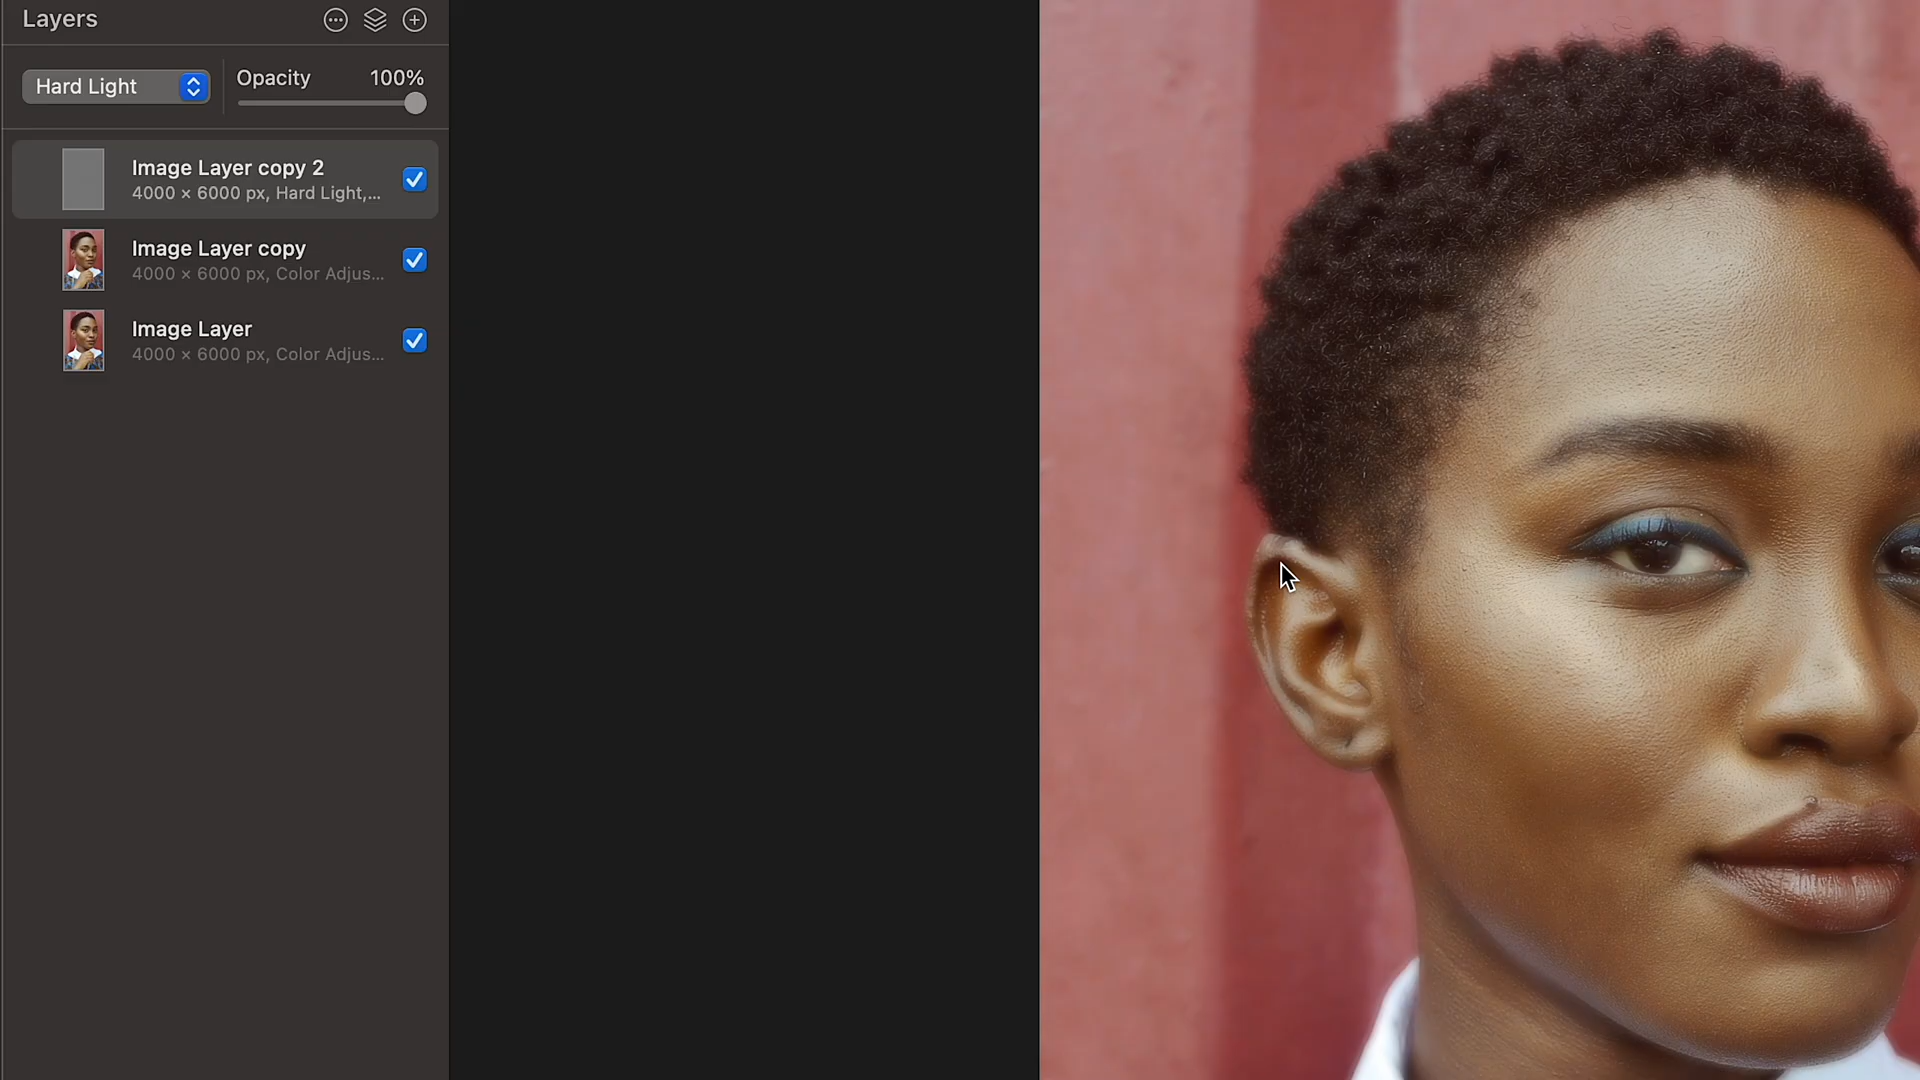 Layers
Hard Light
Opacity 100%
Image Layer copy 2
4000 × 6000 px, Hard Light,...
Image Layer copy
4000 × 6000 px, Color Adjus...
Image Layer
4000 × 6000 px, Color Adjus...